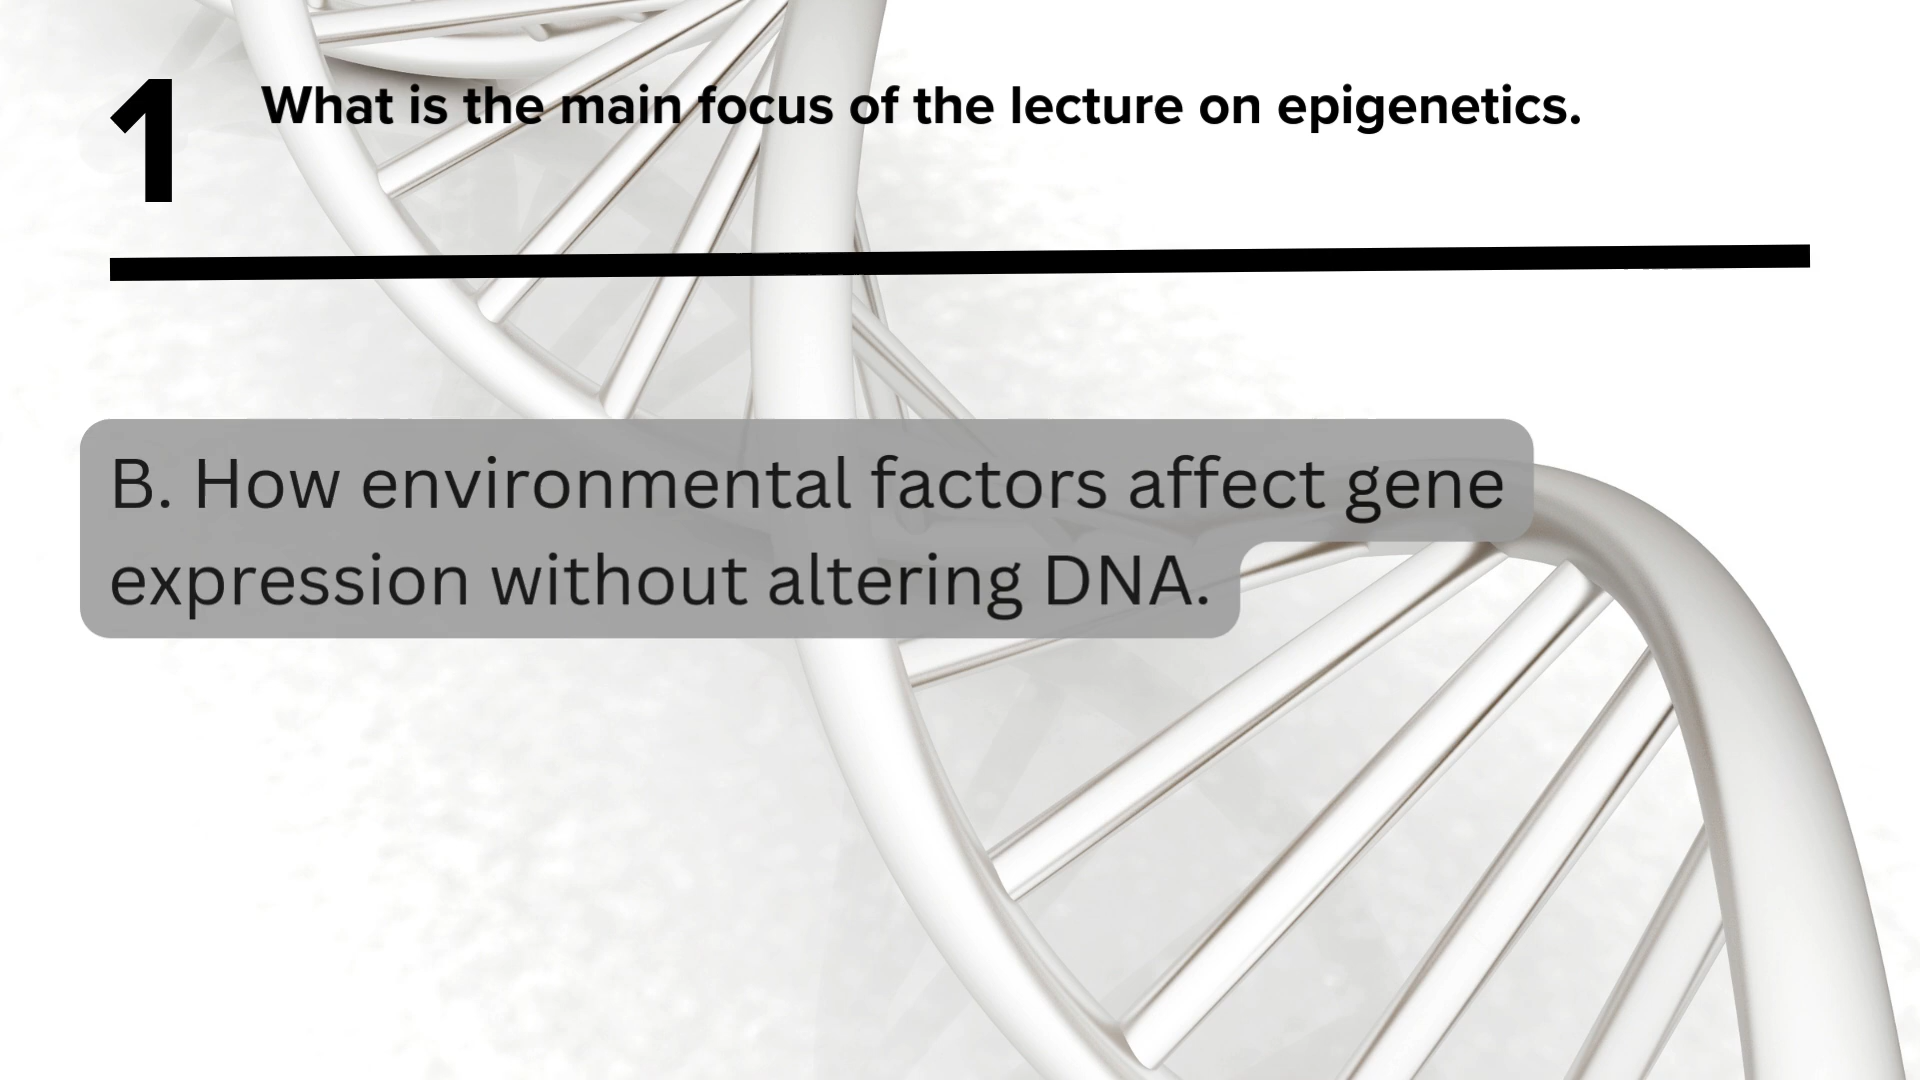 1
What is the main focus of the lecture on epigenetics.
B. How environmental factors affect gene
expression without altering DNA.